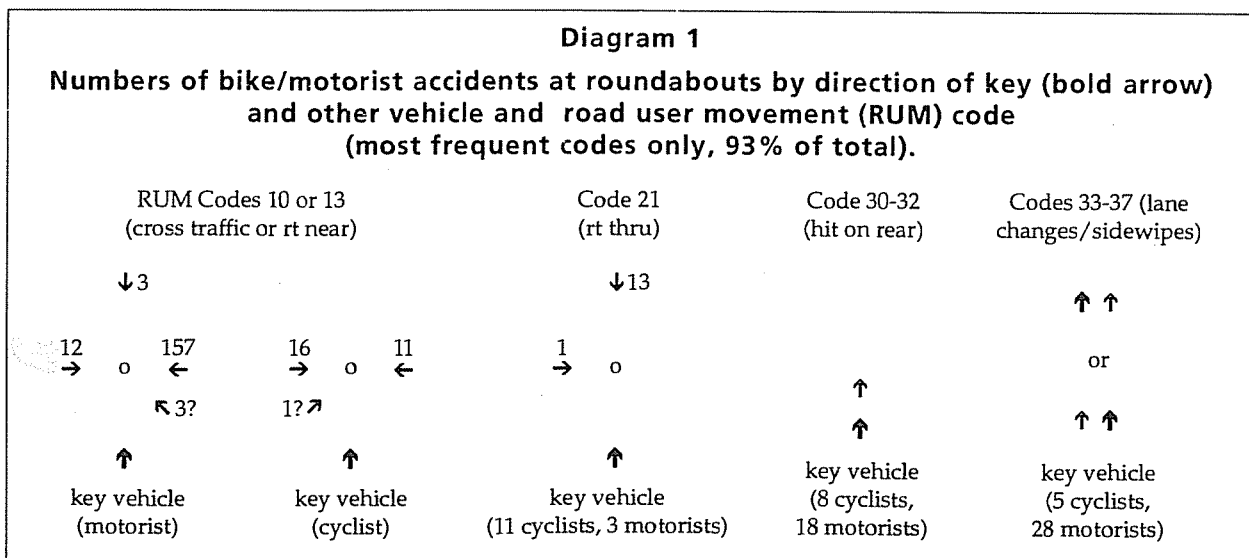 Diagram 1
Numbers of bike/motorist accidents at roundabouts by direction of key (bold arrow)
and other vehicle and road user movement (RUM) code
(most frequent codes only, 93% of total).
RUM Codes 10 or 13
(cross traffic or rt near)
Code 21
(rt thru)
Code 30-32
(hit on rear)
Codes 33-37 (lane
changes/sidewipes)
↓3
↓13
↑ ↑
12 157 16 11 1 or
→ o ← → o ← → o
↖3? 1?↗
↑
↑ ↑
↑ ↑ ↑ ↑
key vehicle
(motorist)
key vehicle
(cyclist)
key vehicle
(11 cyclists, 3 motorists)
key vehicle
(8 cyclists,
18 motorists)
key vehicle
(5 cyclists,
28 motorists)